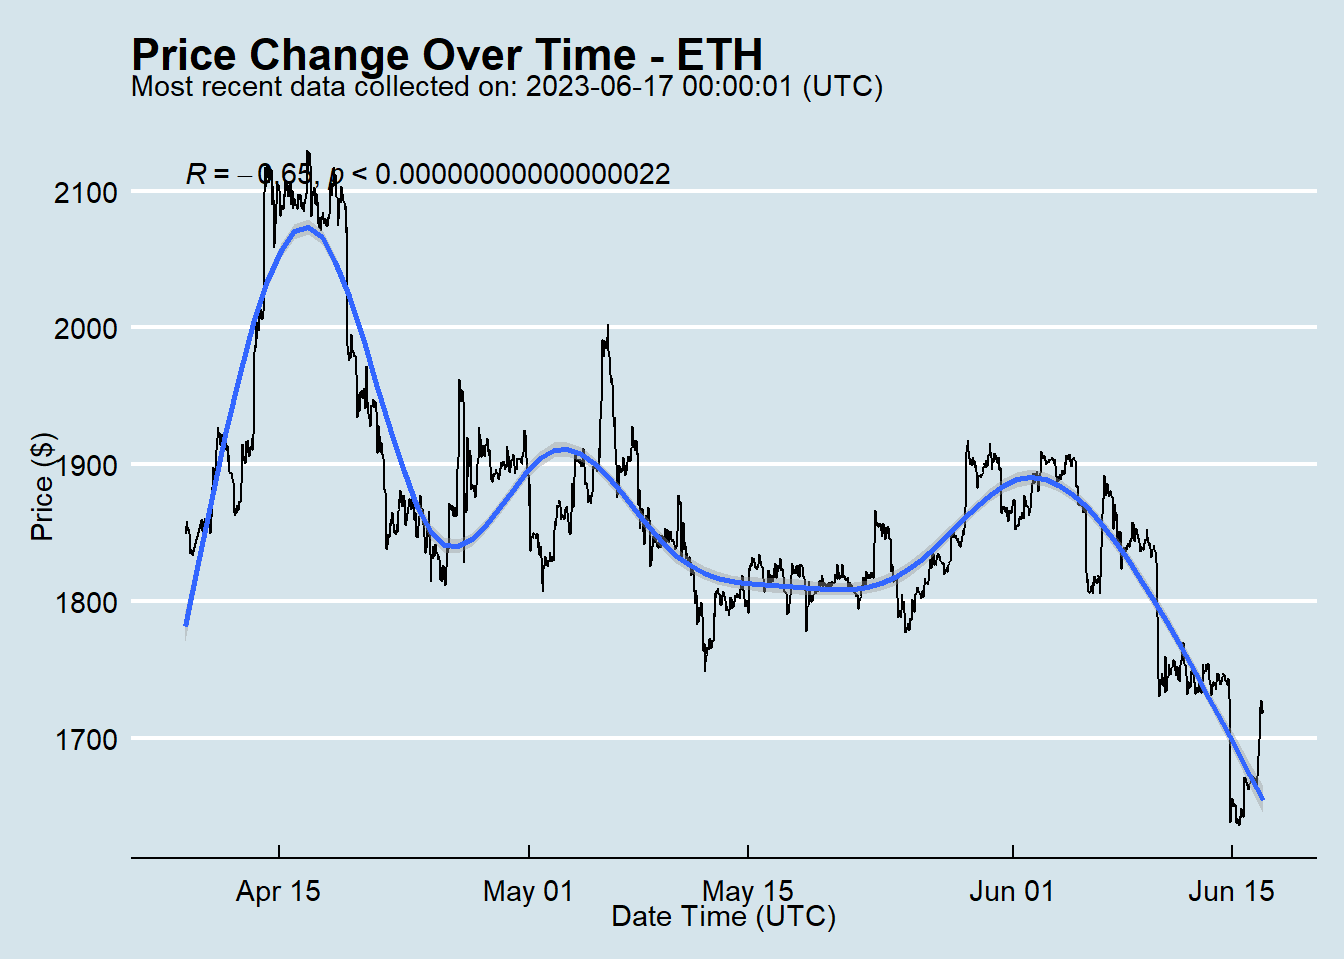 Price Change Over Time - ETH
Most recent data collected on: 2023-06-17 00:00:01 (UTC)
R = −0.65, p < 0.00000000000000022
2100
2000
1900
1800
1700
Price ($)
Apr 15 May 01 May 15 Jun 01 Jun 15
Date Time (UTC)